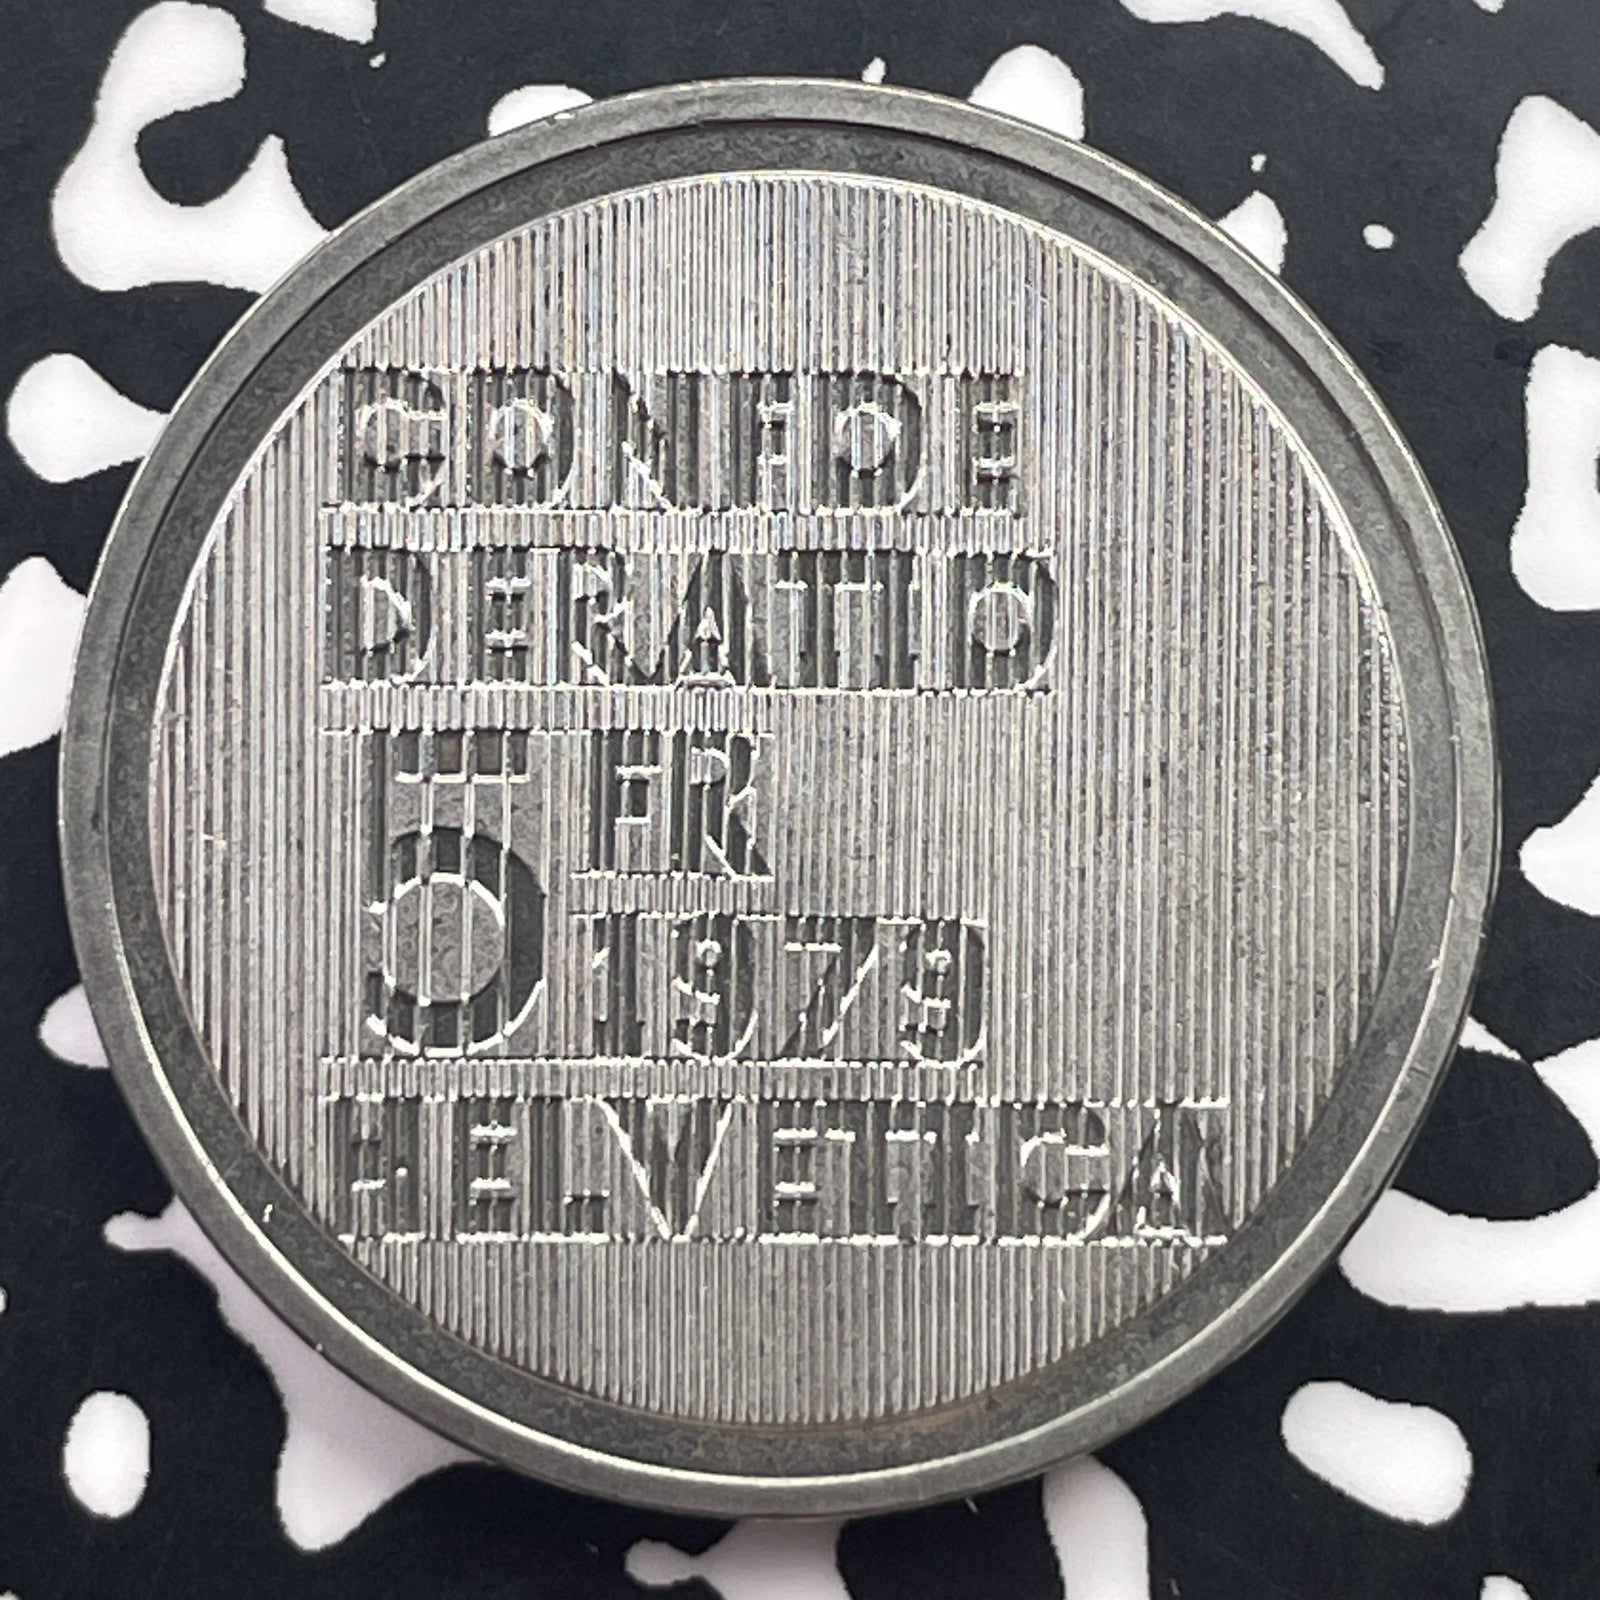 CONFOE
DERATIO
5 FR
1979
HELVETICA